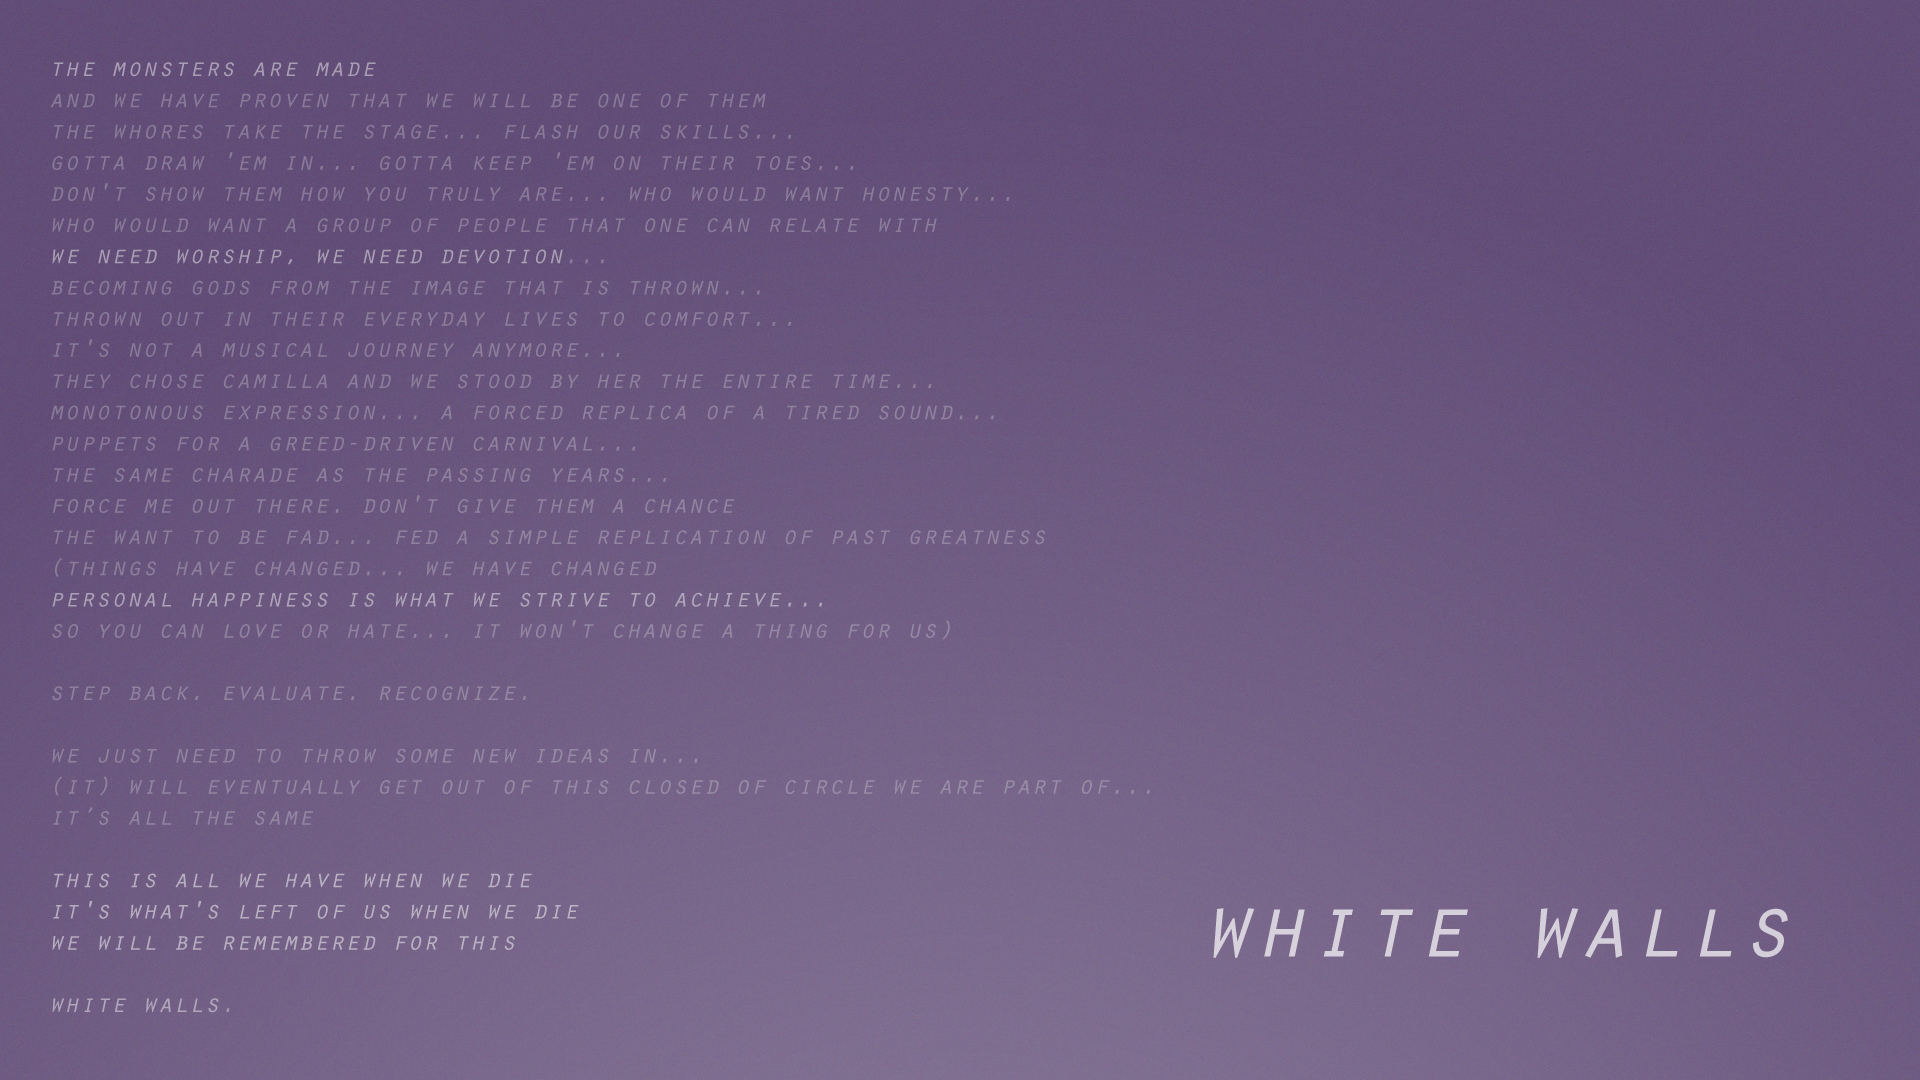 THE MONSTERS ARE MADE
AND WE HAVE PROVEN THAT WE WILL BE ONE OF THEM
THE WHORES TAKE THE STAGE... FLASH OUR SKILLS...
GOTTA DRAW 'EM IN... GOTTA KEEP 'EM ON THEIR TOES...
DON'T SHOW THEM HOW YOU TRULY ARE... WHO WOULD WANT HONESTY...
WHO WOULD WANT A GROUP OF PEOPLE THAT ONE CAN RELATE WITH
WE NEED WORSHIP, WE NEED DEVOTION...
BECOMING GODS FROM THE IMAGE THAT IS THROWN...
THROWN OUT IN THEIR EVERYDAY LIVES TO COMFORT...
IT'S NOT A MUSICAL JOURNEY ANYMORE...
THEY CHOSE CAMILLA AND WE STOOD BY HER THE ENTIRE TIME...
MONOTONOUS EXPRESSION... A FORCED REPLICA OF A TIRED SOUND...
PUPPETS FOR A GREED-DRIVEN CARNIVAL...
THE SAME CHARADE AS THE PASSING YEARS...
FORCE ME OUT THERE. DON'T GIVE THEM A CHANCE
THE WANT TO BE FAD... FED A SIMPLE REPLICATION OF PAST GREATNESS
(THINGS HAVE CHANGED... WE HAVE CHANGED
PERSONAL HAPPINESS IS WHAT WE STRIVE TO ACHIEVE...
SO YOU CAN LOVE OR HATE... IT WON'T CHANGE A THING FOR US)
STEP BACK. EVALUATE. RECOGNIZE.
WE JUST NEED TO THROW SOME NEW IDEAS IN...
(IT) WILL EVENTUALLY GET OUT OF THIS CLOSED OF CIRCLE WE ARE PART OF...
IT´S ALL THE SAME
THIS IS ALL WE HAVE WHEN WE DIE
IT'S WHAT'S LEFT OF US WHEN WE DIE
WE WILL BE REMEMBERED FOR THIS
WHITE WALLS.
WHITE WALLS